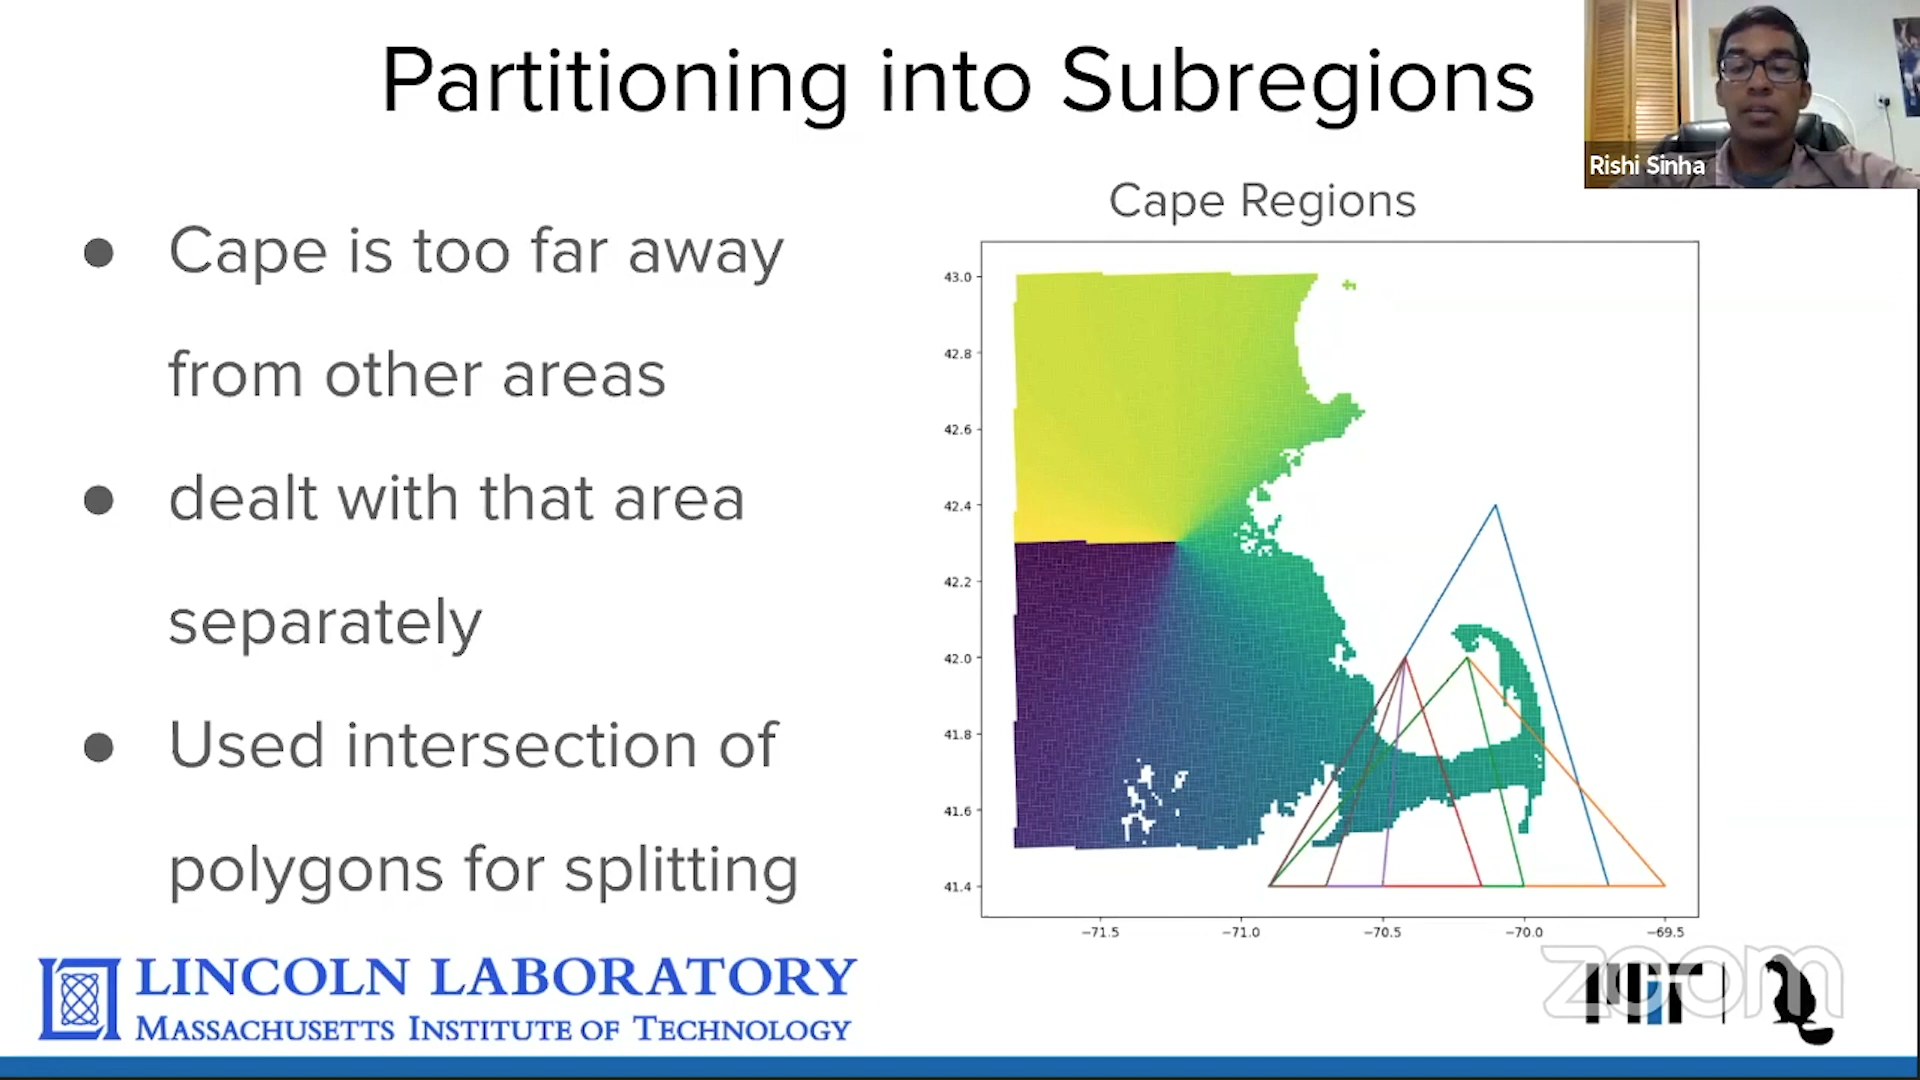 Partitioning into Subregions
Rishi Sinha
● Cape is too far away
from other areas
● dealt with that area
separately
● Used intersection of
polygons for splitting
Cape Regions
43.0
42.8
42.6
42.4
42.2
42.0
41.8
41.6
41.4
−71.5
−71.0
−70.5
−70.0
−69.5
LINCOLN LABORATORY
MASSACHUSETTS INSTITUTE OF TECHNOLOGY
zoom
MIT